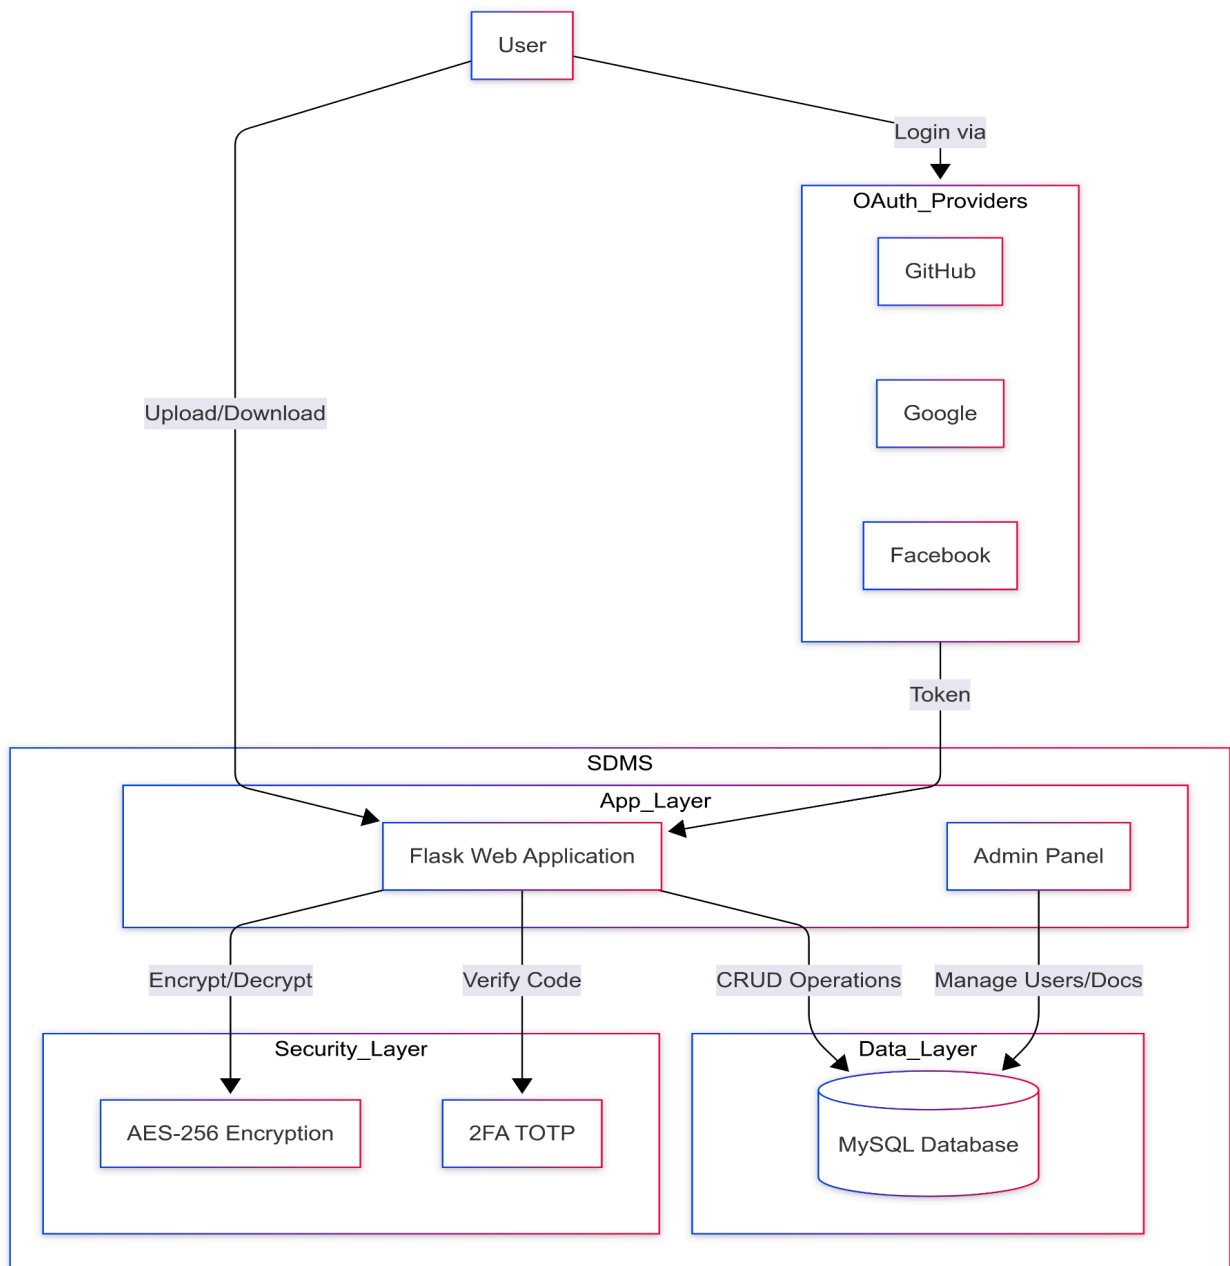 User
Login via
OAuth_Providers
GitHub
Google
Upload/Download
Facebook
Token
SDMS
App_Layer
Flask Web Application
Admin Panel
Encrypt/Decrypt
Verify Code
CRUD Operations
Manage Users/Docs
Security_Layer
Data_Layer
AES-256 Encryption
2FA TOTP
MySQL Database